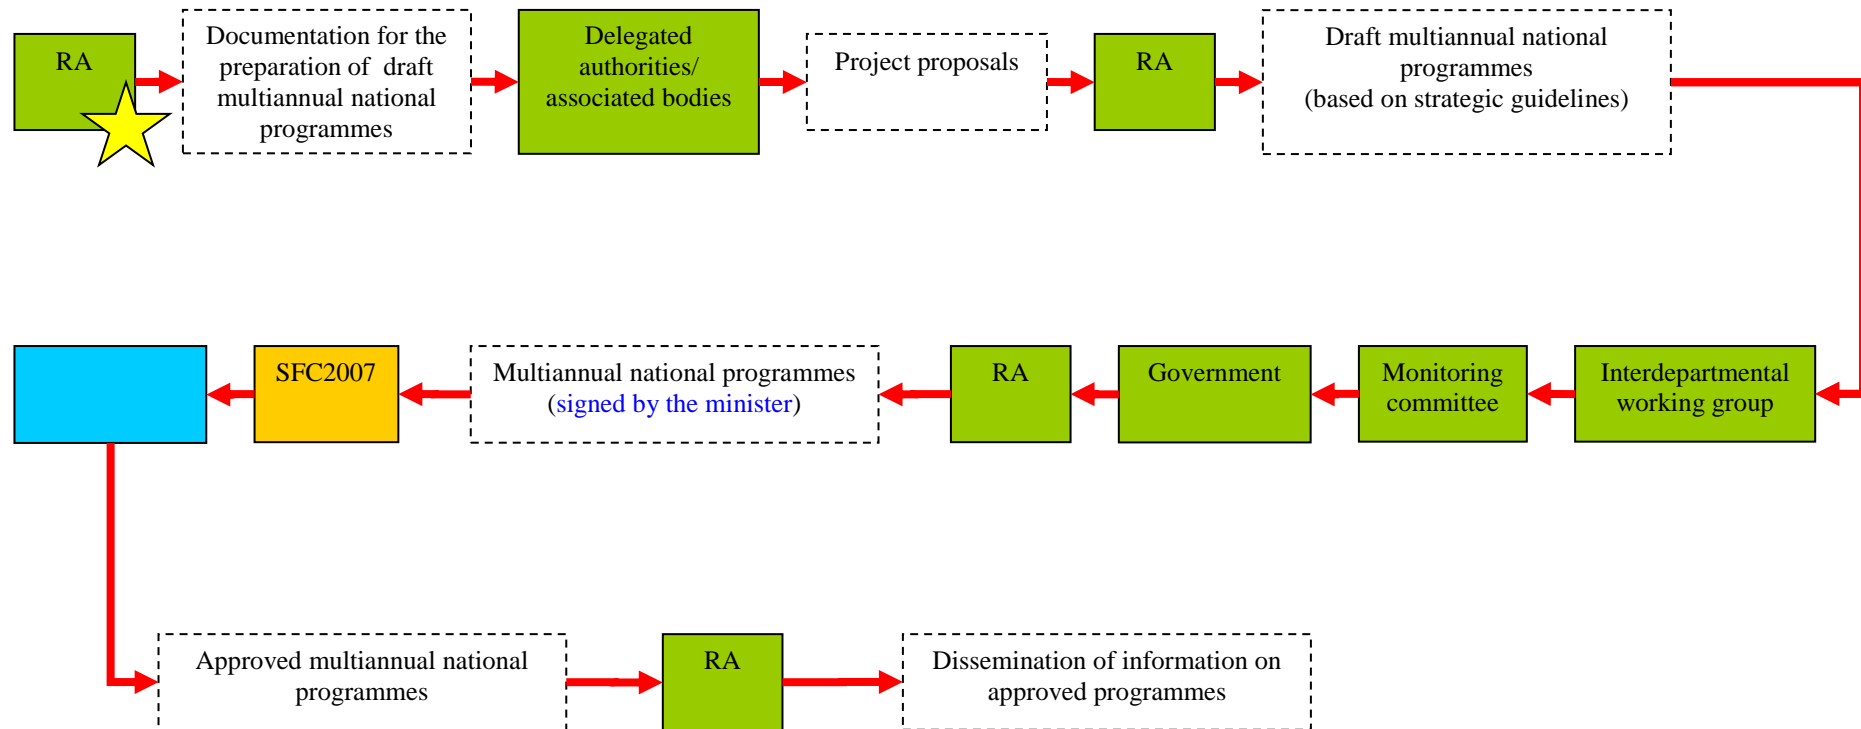 RA
Documentation for the
preparation of draft
multiannual national
programmes
Delegated
authorities/
associated bodies
Project proposals
RA
Draft multiannual national
programmes
(based on strategic guidelines)
SFC2007
Multiannual national programmes
(signed by the minister)
RA
Government
Monitoring
committee
Interdepartmental
working group
Approved multiannual national
programmes
RA
Dissemination of information on
approved programmes